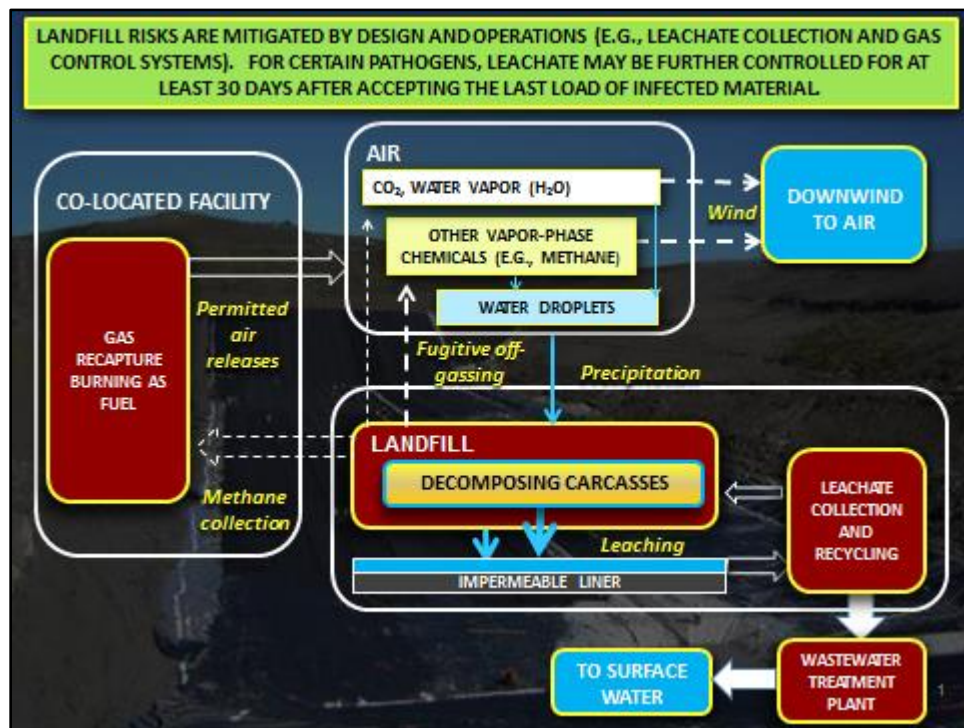 LANDFILL RISKS ARE MITIGATED BY DESIGN AND OPERATIONS (E.G., LEACHATE COLLECTION AND GAS
CONTROL SYSTEMS). FOR CERTAIN PATHOGENS, LEACHATE MAY BE FURTHER CONTROLLED FOR AT
LEAST 30 DAYS AFTER ACCEPTING THE LAST LOAD OF INFECTED MATERIAL.
AIR
CO₂, WATER VAPOR (H₂O)
OTHER VAPOR-PHASE
CHEMICALS (E.G., METHANE)
WATER DROPLETS
Wind
DOWNWIND
TO AIR
CO-LOCATED FACILITY
GAS
RECAPTURE
BURNING AS
FUEL
Permitted
air
releases
Fugitive off-
gassing
Precipitation
Methane
collection
LANDFILL
DECOMPOSING CARCASSES
Leaching
IMPERMEABLE LINER
LEACHATE
COLLECTION
AND
RECYCLING
WASTEWATER
TREATMENT
PLANT
TO SURFACE
WATER
1